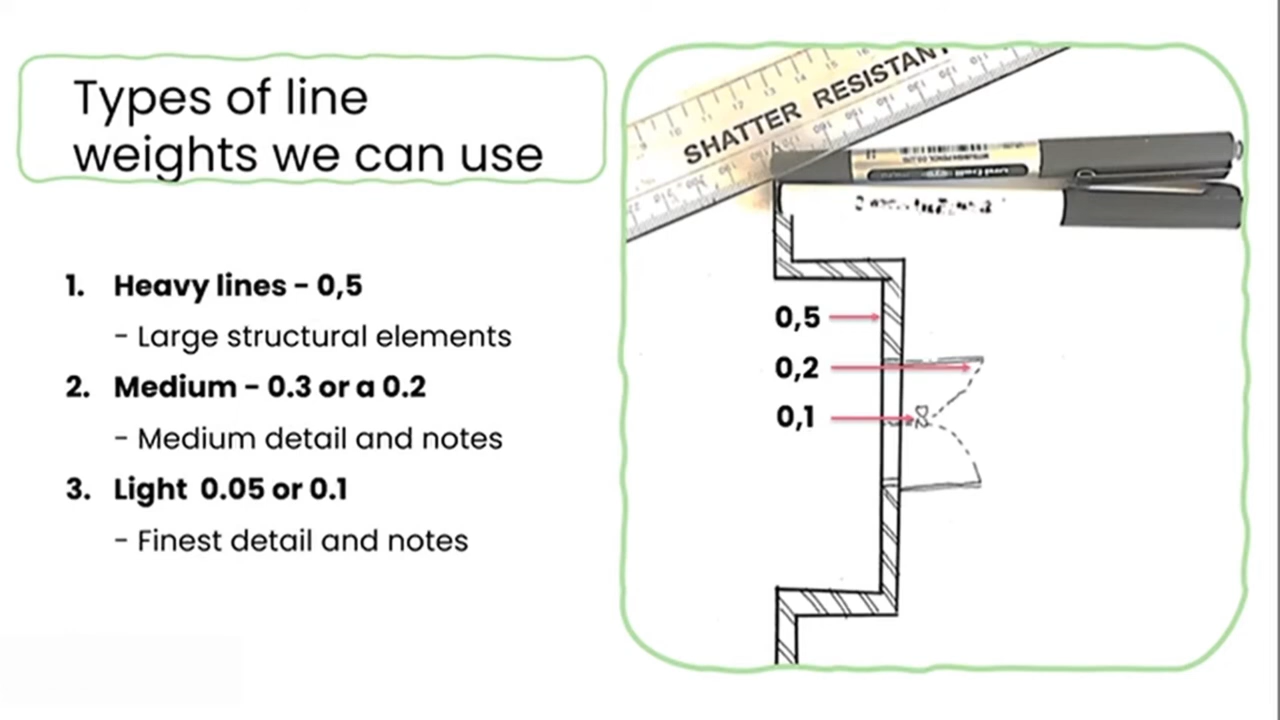 Types of line
weights we can use
1. Heavy lines – 0,5
- Large structural elements
2. Medium – 0.3 or a 0.2
- Medium detail and notes
3. Light 0.05 or 0.1
- Finest detail and notes
SHATTER RESISTANT
0,5
0,2
0,1